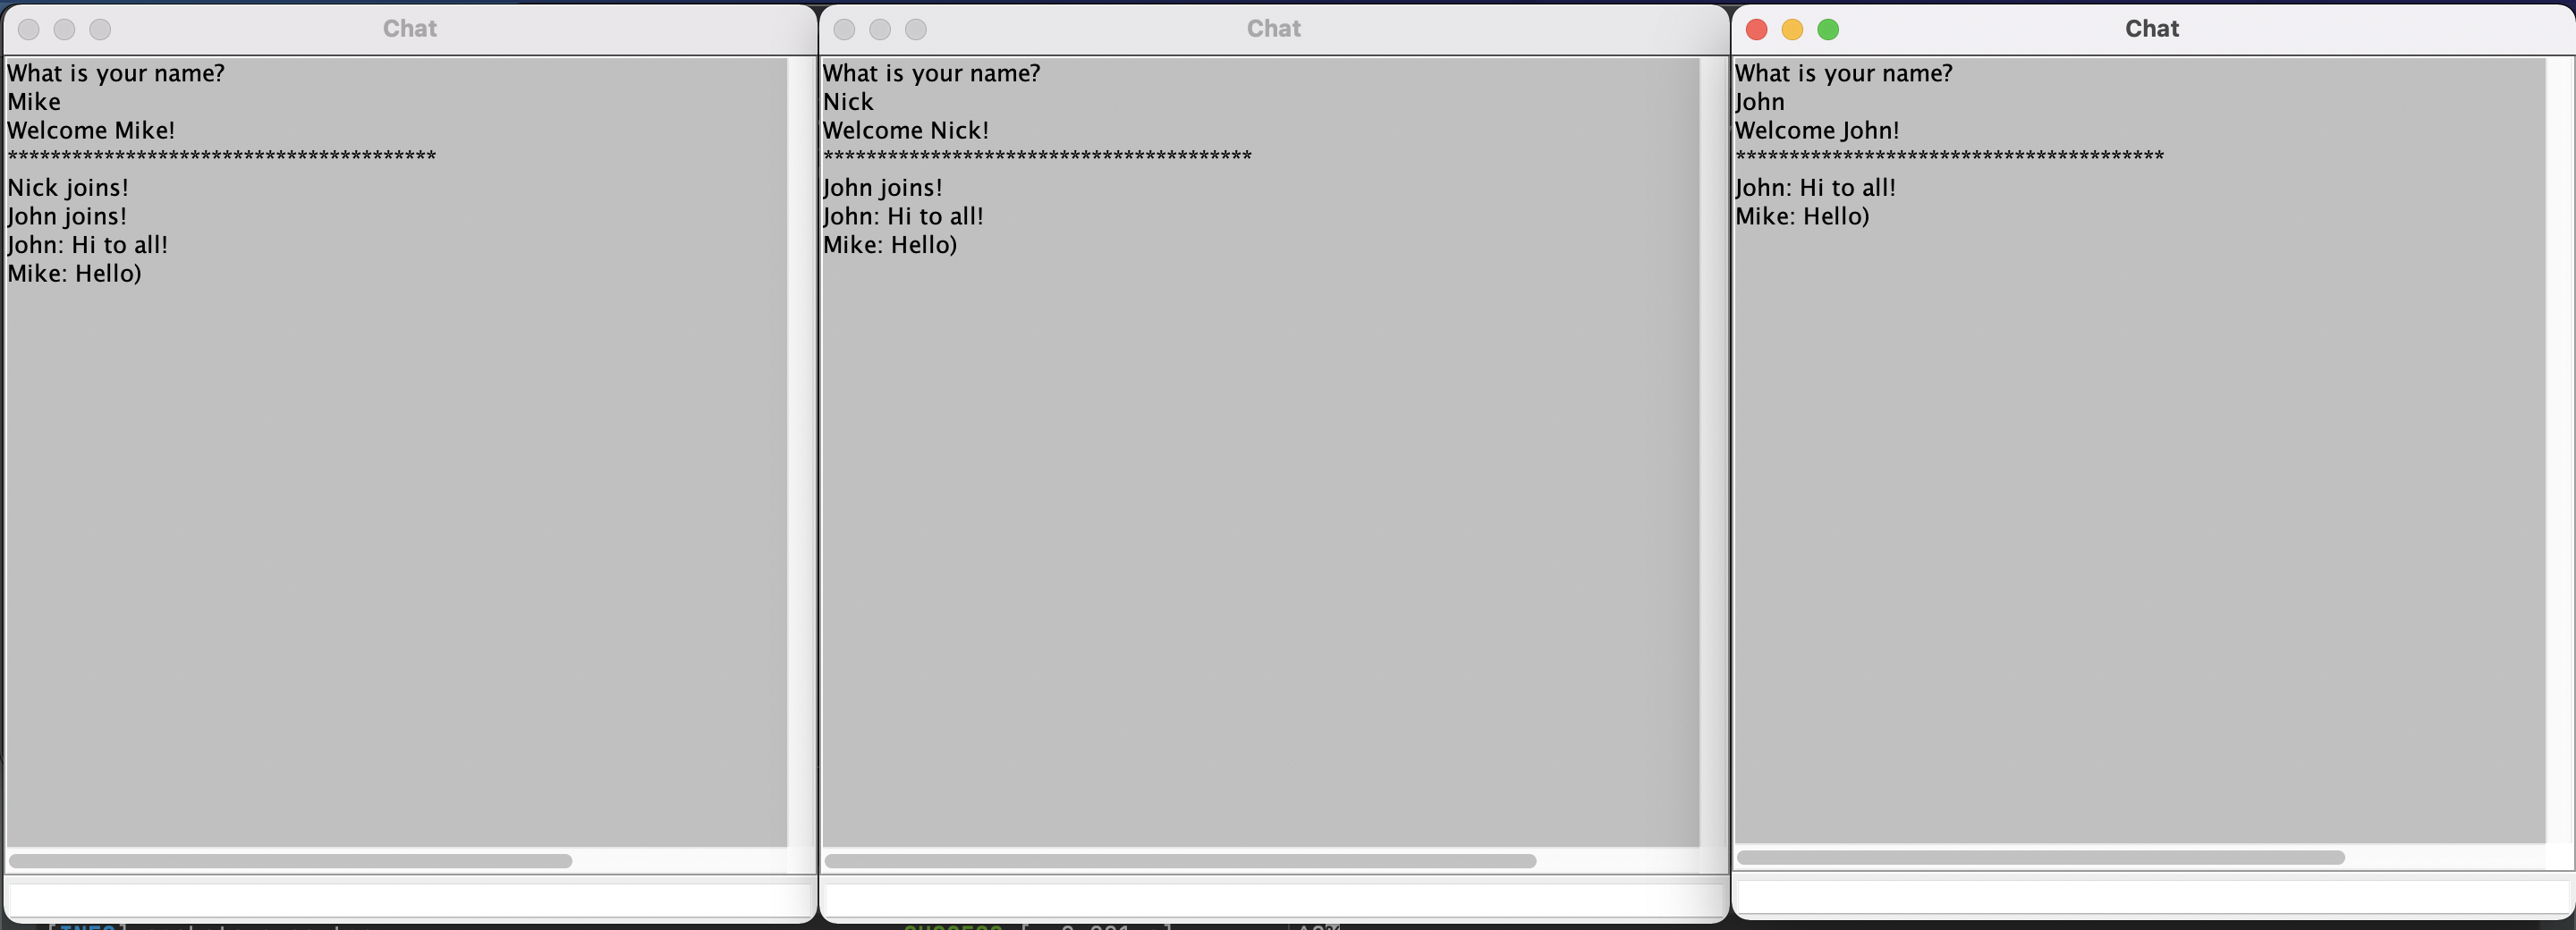 Chat
What is your name?
Mike
Welcome Mike!
****************************************
Nick joins!
John joins!
John: Hi to all!
Mike: Hello)
Chat
What is your name?
Nick
Welcome Nick!
****************************************
John joins!
John: Hi to all!
Mike: Hello)
Chat
What is your name?
John
Welcome John!
****************************************
John: Hi to all!
Mike: Hello)